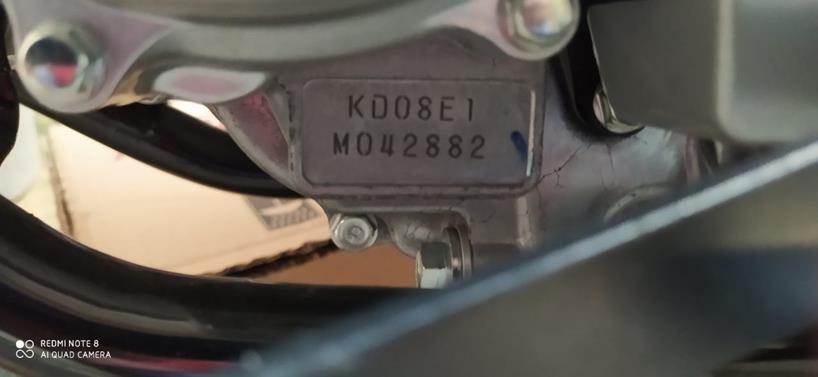 KD08E1
M042882
REDMI NOTE 8
AI QUAD CAMERA